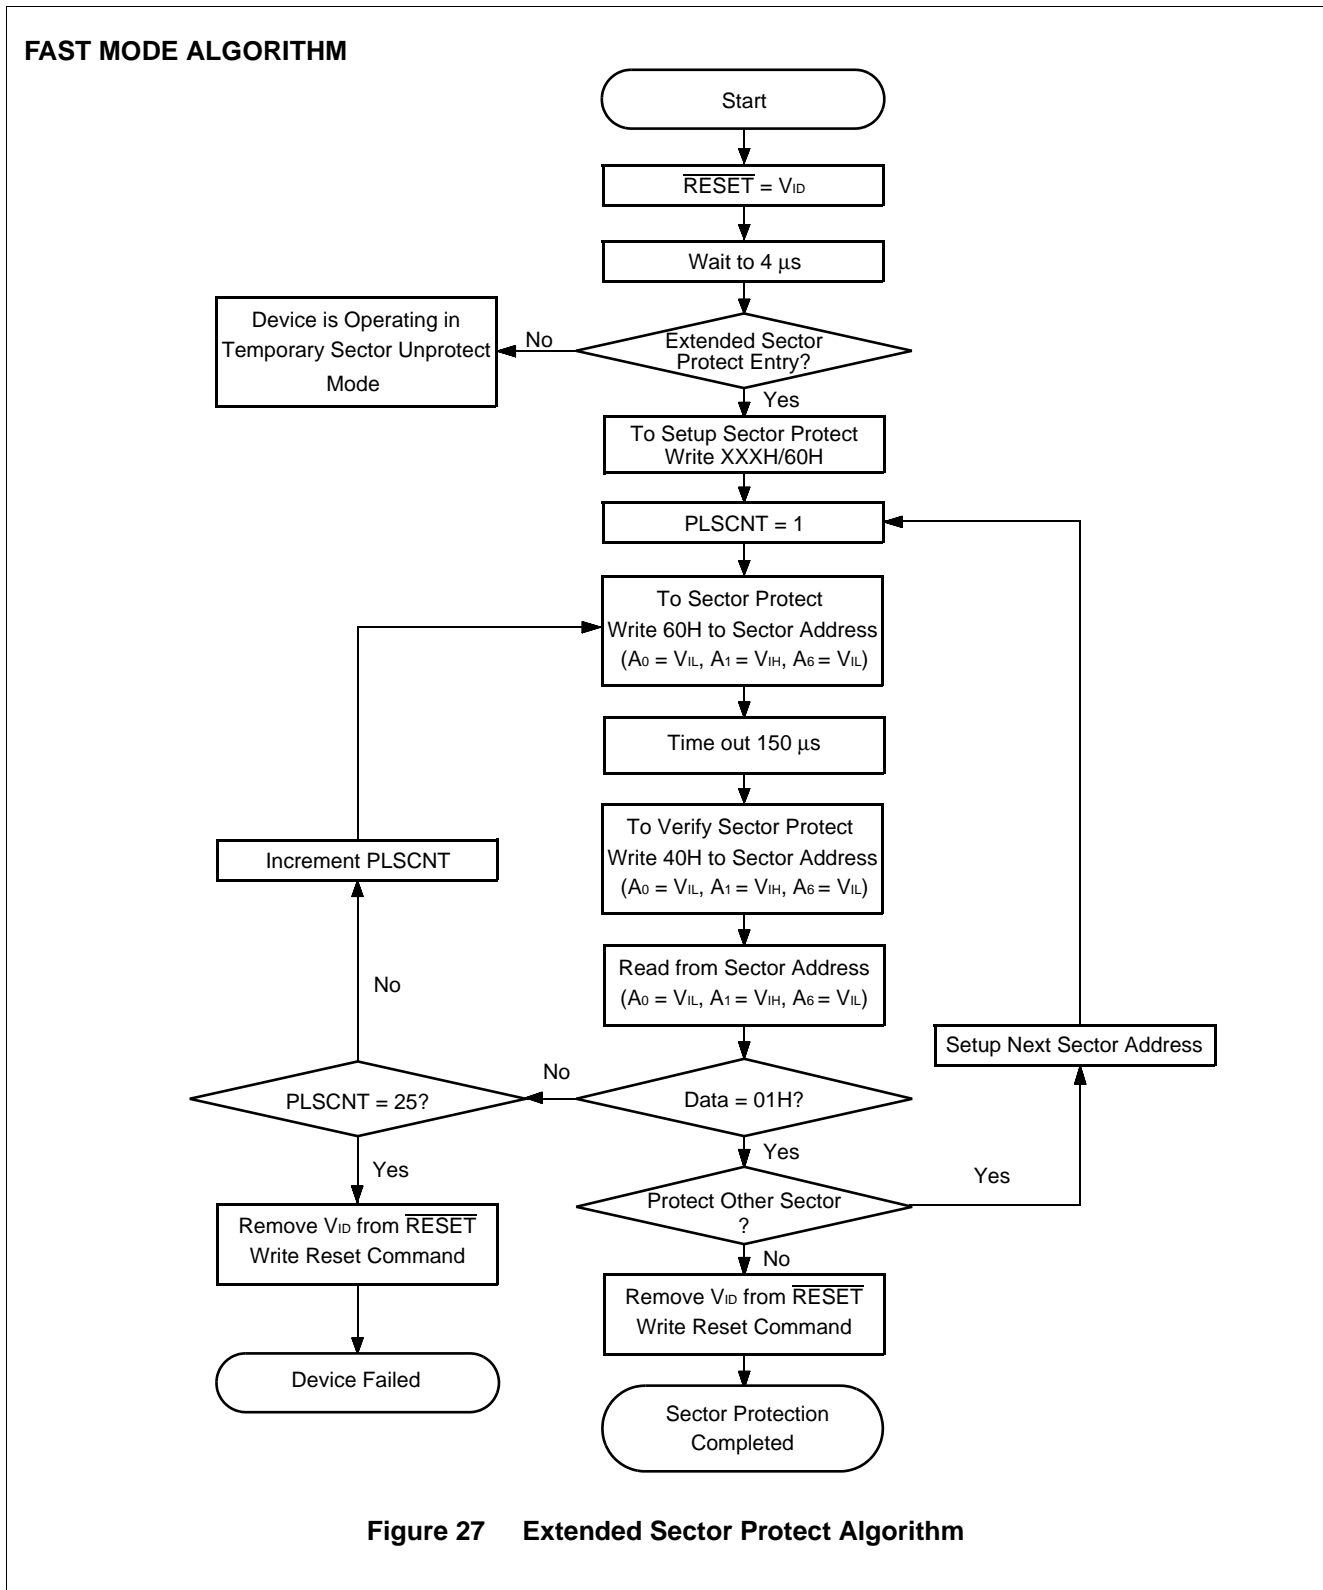 FAST MODE ALGORITHM
Start
RESET = VID
Wait to 4 μs
Device is Operating in
Temporary Sector Unprotect
Mode
No
Extended Sector
Protect Entry?
Yes
To Setup Sector Protect
Write XXXH/60H
PLSCNT = 1
To Sector Protect
Write 60H to Sector Address
(A0 = VIL, A1 = VIH, A6 = VIL)
Time out 150 μs
To Verify Sector Protect
Write 40H to Sector Address
(A0 = VIL, A1 = VIH, A6 = VIL)
Increment PLSCNT
Read from Sector Address
(A0 = VIL, A1 = VIH, A6 = VIL)
No
Setup Next Sector Address
PLSCNT = 25?
No
Data = 01H?
Yes
Yes
Protect Other Sector
?
Yes
Remove VID from RESET
Write Reset Command
No
Remove VID from RESET
Write Reset Command
Device Failed
Sector Protection
Completed
Figure 27 Extended Sector Protect Algorithm